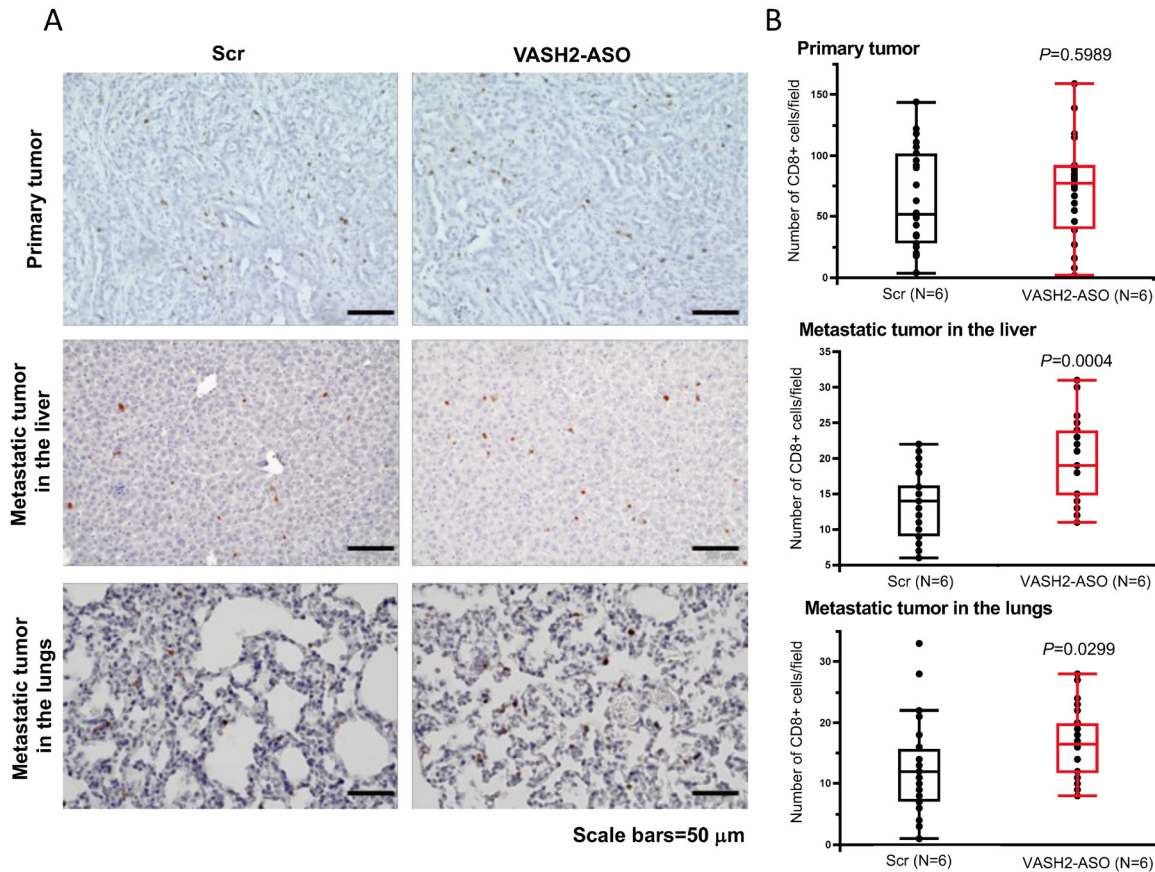 A
Scr
VASH2-ASO
Primary tumor
Metastatic tumor
in the liver
Metastatic tumor
in the lungs
Scale bars=50 μm
B
Primary tumor
P=0.5989
Number of CD8+ cells/field
150
100
50
0
Scr (N=6)
VASH2-ASO (N=6)
Metastatic tumor in the liver
P=0.0004
Number of CD8+ cells/field
35
30
25
20
15
10
5
Scr (N=6)
VASH2-ASO (N=6)
Metastatic tumor in the lungs
P=0.0299
Number of CD8+ cells/field
30
20
10
0
Scr (N=6)
VASH2-ASO (N=6)